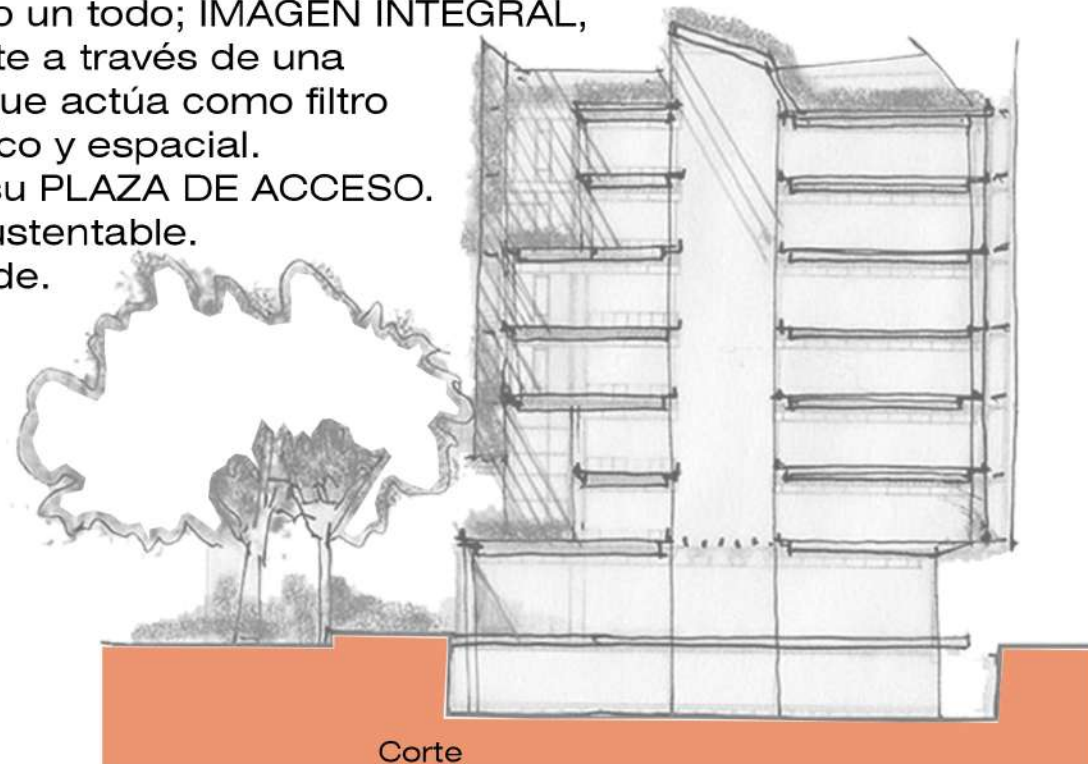 o un todo; IMAGEN INTEGRAL,
te a través de una
ue actúa como filtro
co y espacial.
su PLAZA DE ACCESO.
ustentable.
de.
Corte